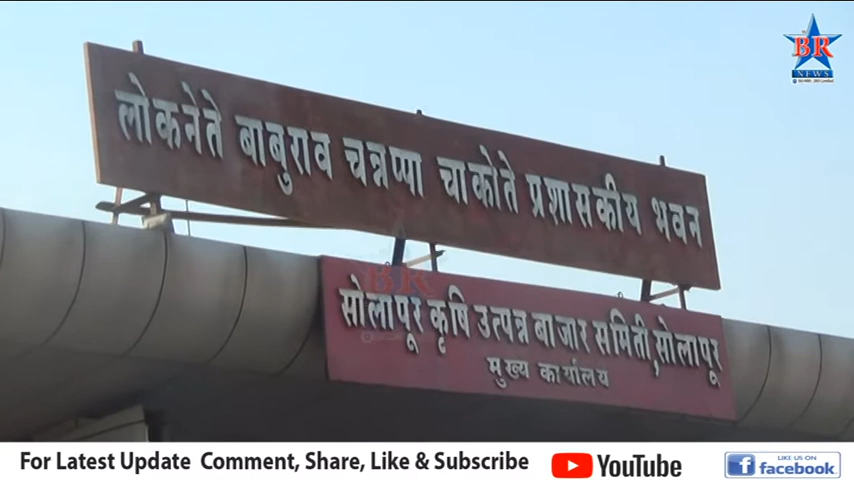 BR
NEWS
लोकनेते बाबुराव चन्नप्पा चाकोते प्रशासकीय भवन
सोलापूर कृषि उत्पन्न बाजार समिती,सोलापूर
मुख्य कार्यालय
For Latest Update Comment, Share, Like & Subscribe
YouTube
LIKE US ON
facebook